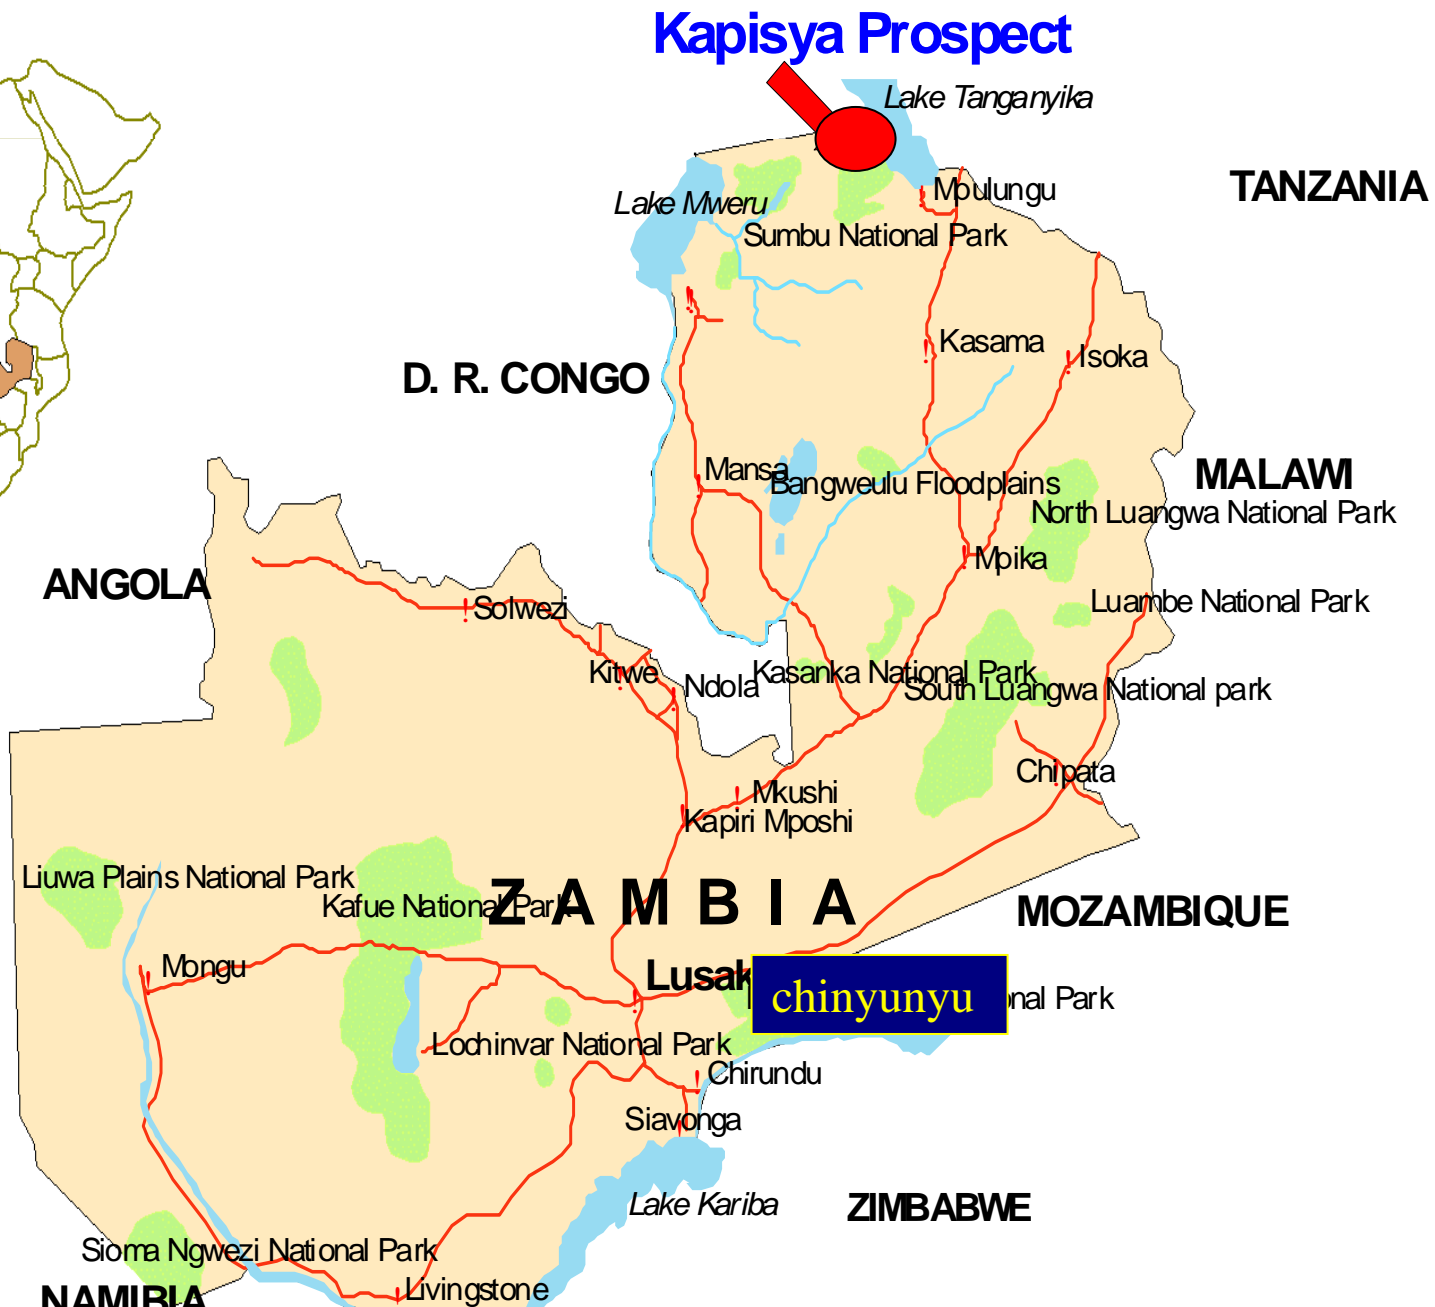 Kapisya Prospect
Lake Tanganyika
TANZANIA
Mpulungu
Lake Mweru
Sumbu National Park
Kasama
Isoka
D. R. CONGO
Mansa
Bangweulu Floodplains
MALAWI
North Luangwa National Park
Mpika
ANGOLA
Solwezi
Luambe National Park
Kitwe
Ndola
Kasanka National Park
South Luangwa National park
Chipata
Mkushi
Kapiri Mposhi
Liuwa Plains National Park
Kafue National Park
ZAMBIA
MOZAMBIQUE
Mongu
Lusak
chinyunyu
onal Park
Lochinvar National Park
Chirundu
Siavonga
Lake Kariba
ZIMBABWE
Sioma Ngwezi National Park
Livingstone
NAMIBIA